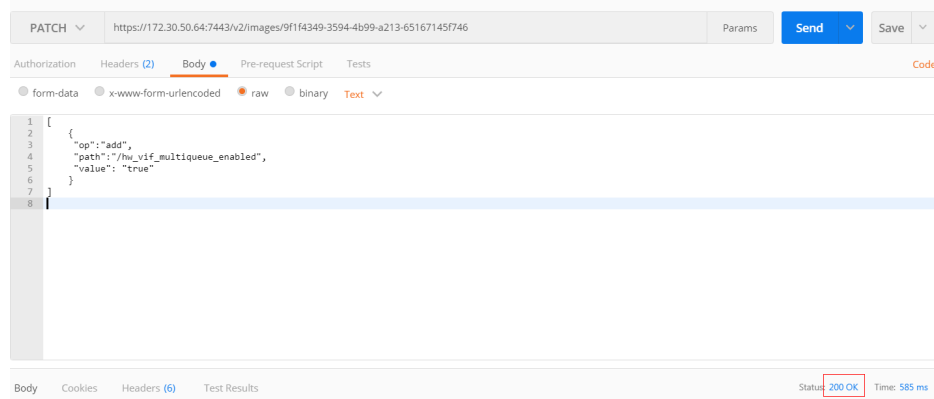 PATCH https://172.30.50.64:7443/v2/images/9f1f4349-3594-4b99-a213-65167145f746 Params Send Save
Authorization Headers (2) Body Pre-request Script Tests Code
form-data x-www-form-urlencoded raw binary Text
1 [
2 {
3 "op":"add",
4 "path":"/hw_vif_multiqueue_enabled",
5 "value": "true"
6 }
7 ]
8
Body Cookies Headers (6) Test Results Status: 200 OK Time: 585 ms